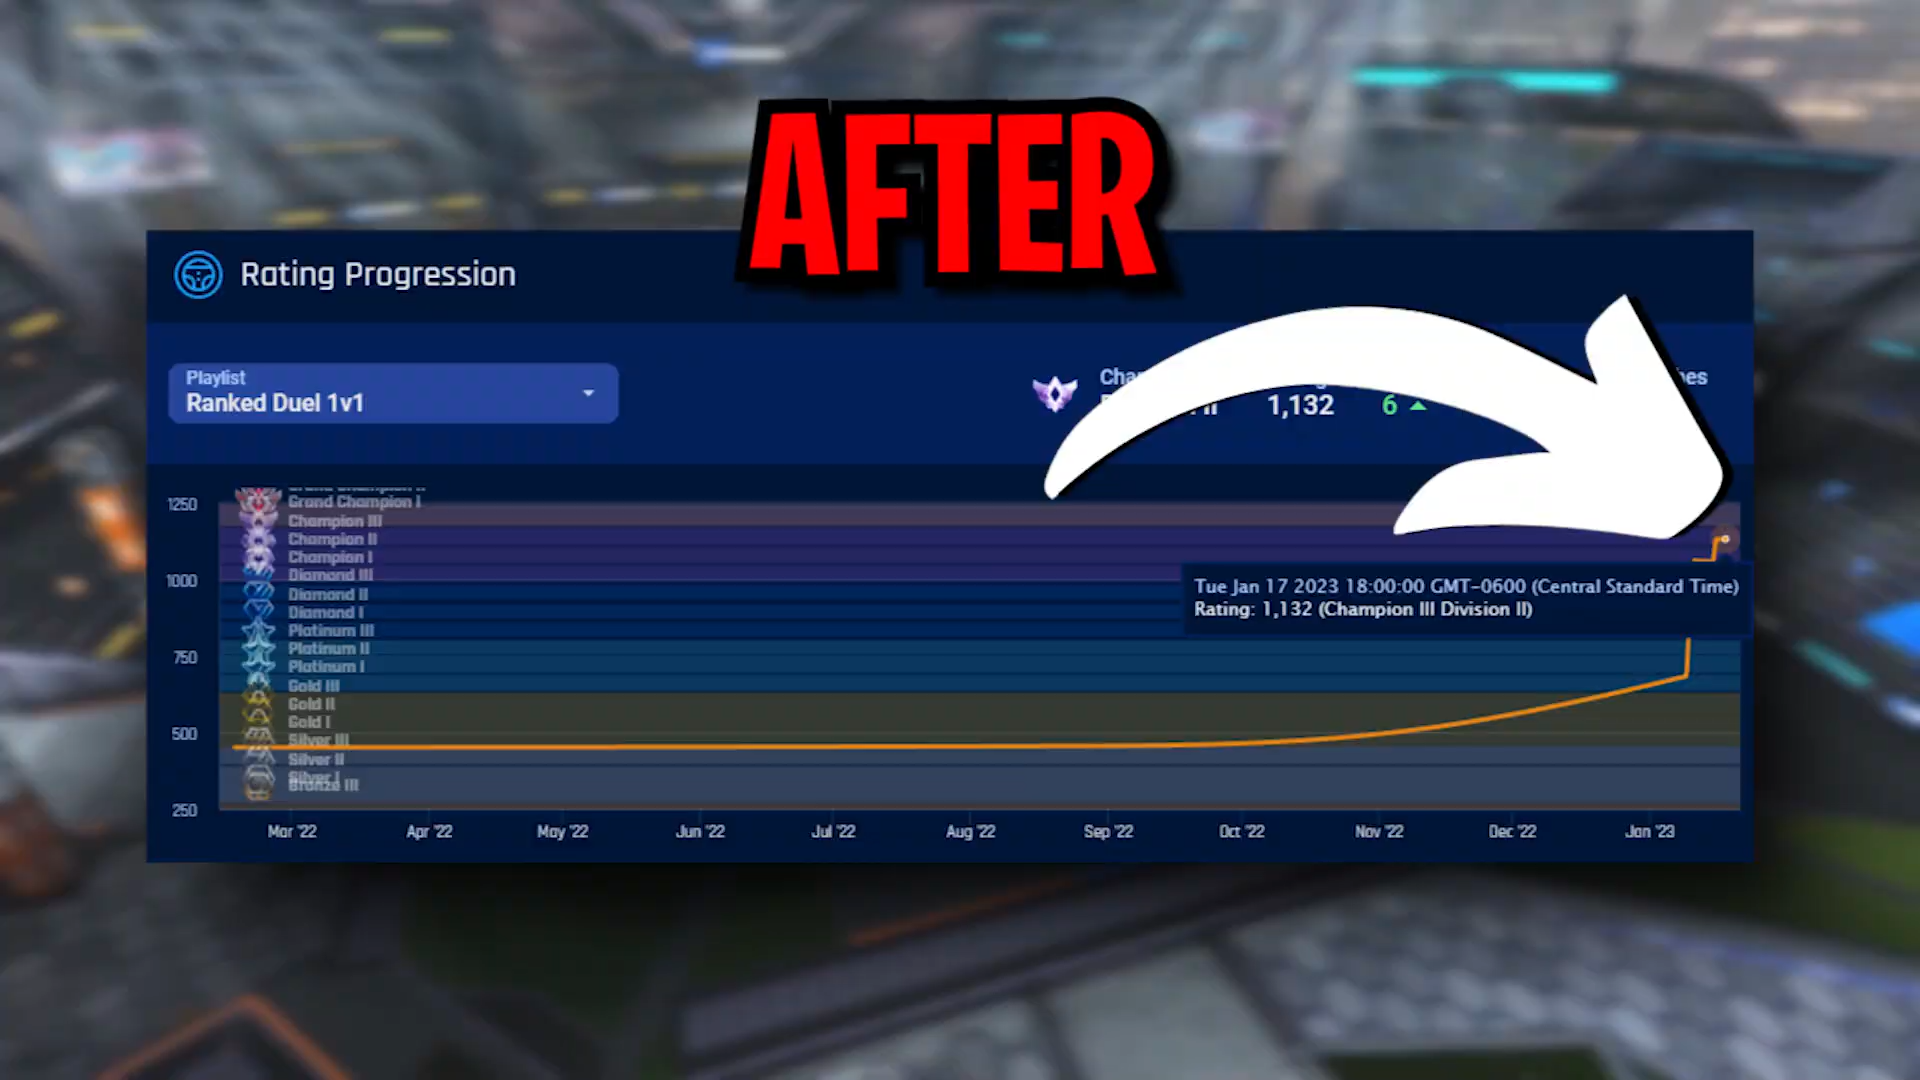 AFTER
Rating Progression
Playlist
Ranked Duel 1v1
1,132
6
1250
1000
750
500
250
Grand Champion I
Champion III
Champion II
Champion I
Diamond III
Diamond II
Diamond I
Platinum III
Platinum II
Platinum I
Gold III
Gold II
Gold I
Silver III
Silver II
Silver I
Bronze III
Tue Jan 17 2023 18:00:00 GMT-0600 (Central Standard Time)
Rating: 1,132 (Champion III Division II)
Mar '22
Apr '22
May '22
Jun '22
Jul '22
Aug '22
Sep '22
Oct '22
Nov '22
Dec '22
Jan '23